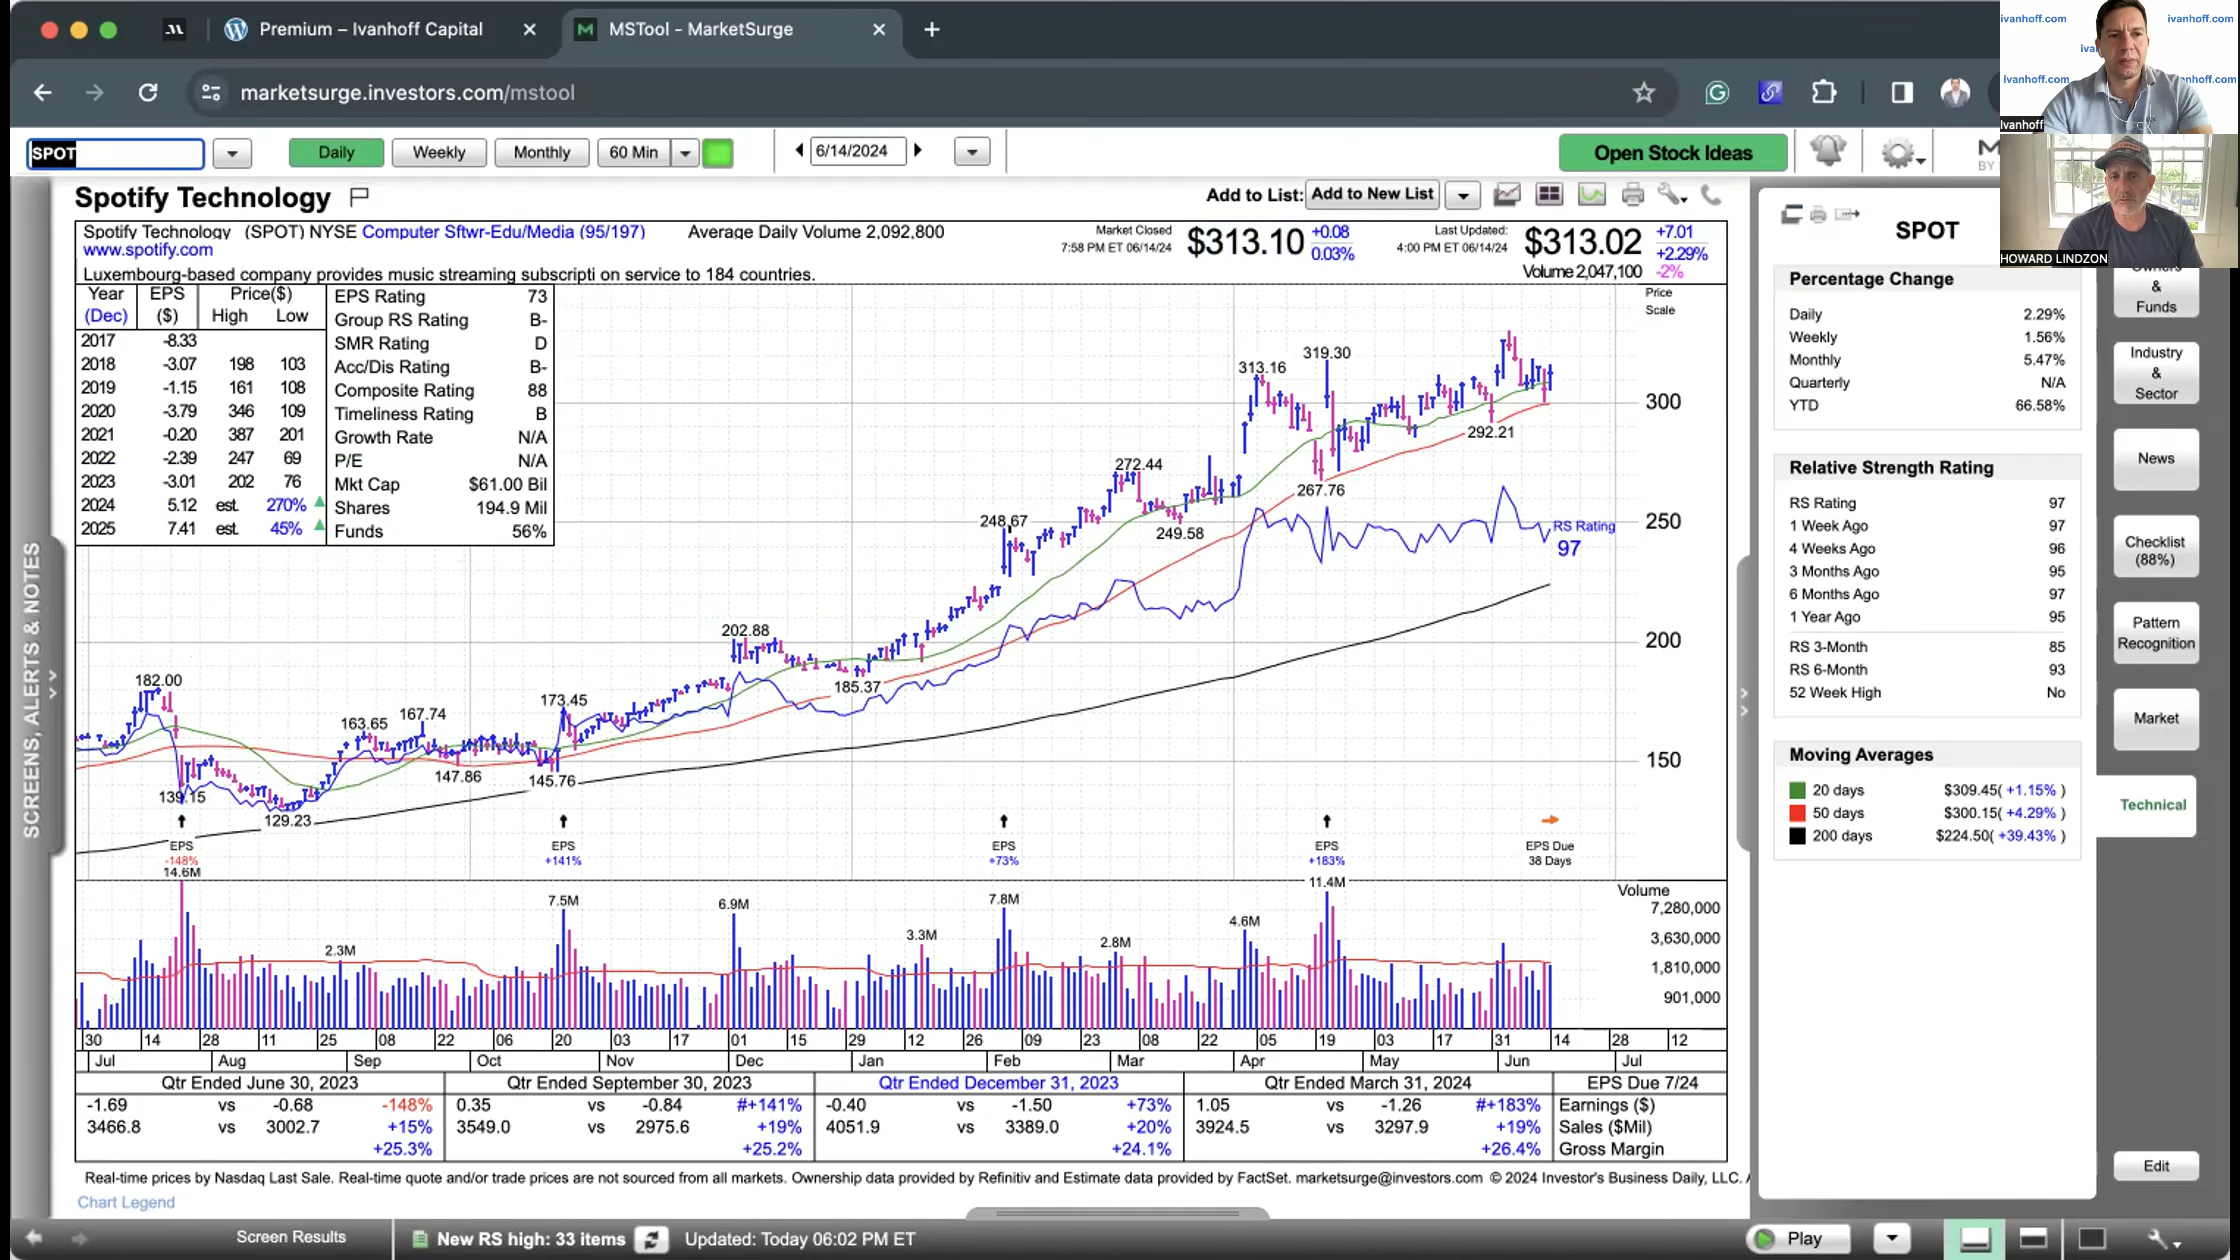 Premium – Ivanhoff Capital
MSTool - MarketSurge
marketsurge.investors.com/mstool
ivanhoff.com ivanhoff.com
Ivanhoff
HOWARD LINDZON
SPOT Daily Weekly Monthly 60 Min 6/14/2024 Open Stock Ideas
Spotify Technology
Add to List: Add to New List
Spotify Technology (SPOT) NYSE Computer Sftwr-Edu/Media (95/197) Average Daily Volume 2,092,800
www.spotify.com
Luxembourg-based company provides music streaming subscripti on service to 184 countries.
Market Closed
7:58 PM ET 06/14/24
$313.10 +0.08
0.03%
Last Updated:
4:00 PM ET 06/14/24
$313.02 +7.01
+2.29%
Volume 2,047,100 -2%
Year EPS Price($)
(Dec) ($) High Low
2017 -8.33
2018 -3.07 198 103
2019 -1.15 161 108
2020 -3.79 346 109
2021 -0.20 387 201
2022 -2.39 247 69
2023 -3.01 202 76
2024 5.12 est. 270%
2025 7.41 est. 45%
EPS Rating 73
Group RS Rating B-
SMR Rating D
Acc/Dis Rating B-
Composite Rating 88
Timeliness Rating B
Growth Rate N/A
P/E N/A
Mkt Cap $61.00 Bil
Shares 194.9 Mil
Funds 56%
Price
Scale
300
250
200
150
182.00
139.15
129.23
163.65
167.74
147.86
145.76
173.45
202.88
185.37
248.67
272.44
249.58
313.16
319.30
267.76
292.21
RS Rating
97
EPS
-148%
14.6M
EPS
+141%
EPS
+73%
EPS
+183%
EPS Due
38 Days
2.3M
7.5M
6.9M
3.3M
7.8M
2.8M
4.6M
11.4M
Volume
7,280,000
3,630,000
1,810,000
901,000
30 14 28 11 25 08 22 06 20 03 17 01 15 29 12 26 09 23 08 22 05 19 03 17 31 14 28 12
Jul Aug Sep Oct Nov Dec Jan Feb Mar Apr May Jun Jul
Qtr Ended June 30, 2023 Qtr Ended September 30, 2023 Qtr Ended December 31, 2023 Qtr Ended March 31, 2024 EPS Due 7/24
-1.69 vs -0.68 -148% 0.35 vs -0.84 #+141% -0.40 vs -1.50 +73% 1.05 vs -1.26 #+183% Earnings ($)
3466.8 vs 3002.7 +15% 3549.0 vs 2975.6 +19% 4051.9 vs 3389.0 +20% 3924.5 vs 3297.9 +19% Sales ($Mil)
+25.3% +25.2% +24.1% +26.4% Gross Margin
Real-time prices by Nasdaq Last Sale. Real-time quote and/or trade prices are not sourced from all markets. Ownership data provided by Refinitiv and Estimate data provided by FactSet. marketsurge@investors.com © 2024 Investor's Business Daily, LLC.
Chart Legend
SCREENS, ALERTS & NOTES
SPOT
Percentage Change
Daily 2.29%
Weekly 1.56%
Monthly 5.47%
Quarterly N/A
YTD 66.58%
Relative Strength Rating
RS Rating 97
1 Week Ago 97
4 Weeks Ago 96
3 Months Ago 95
6 Months Ago 97
1 Year Ago 95
RS 3-Month 85
RS 6-Month 93
52 Week High No
Moving Averages
20 days $309.45( +1.15% )
50 days $300.15( +4.29% )
200 days $224.50( +39.43% )
&
Funds
Industry
&
Sector
News
Checklist
(88%)
Pattern
Recognition
Market
Technical
Edit
Screen Results New RS high: 33 items Updated: Today 06:02 PM ET Play